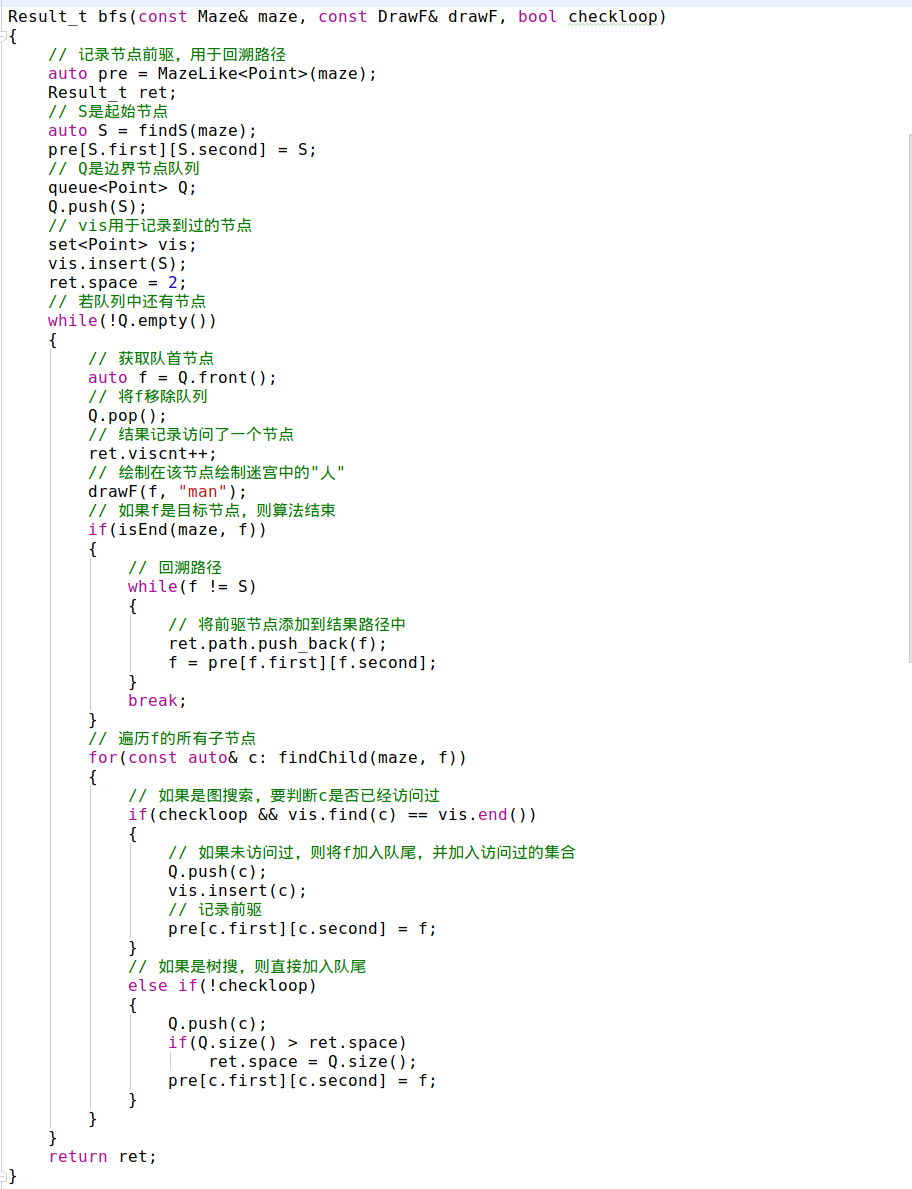 Result_t bfs(const Maze& maze, const DrawF& drawF, bool checkloop)
{
    // 记录节点前驱，用于回溯路径
    auto pre = MazeLike<Point>(maze);
    Result_t ret;
    // S是起始节点
    auto S = findS(maze);
    pre[S.first][S.second] = S;
    // Q是边界节点队列
    queue<Point> Q;
    Q.push(S);
    // vis用于记录到过的节点
    set<Point> vis;
    vis.insert(S);
    ret.space = 2;
    // 若队列中还有节点
    while(!Q.empty())
    {
        // 获取队首节点
        auto f = Q.front();
        // 将f移除队列
        Q.pop();
        // 结果记录访问了一个节点
        ret.viscnt++;
        // 绘制在该节点绘制迷宫中的"人"
        drawF(f, "man");
        // 如果f是目标节点，则算法结束
        if(isEnd(maze, f))
        {
            // 回溯路径
            while(f != S)
            {
                // 将前驱节点添加到结果路径中
                ret.path.push_back(f);
                f = pre[f.first][f.second];
            }
            break;
        }
        // 遍历f的所有子节点
        for(const auto& c: findChild(maze, f))
        {
            // 如果是图搜索，要判断c是否已经访问过
            if(checkloop && vis.find(c) == vis.end())
            {
                // 如果未访问过，则将f加入队尾，并加入访问过的集合
                Q.push(c);
                vis.insert(c);
                // 记录前驱
                pre[c.first][c.second] = f;
            }
            // 如果是树搜，则直接加入队尾
            else if(!checkloop)
            {
                Q.push(c);
                if(Q.size() > ret.space)
                    ret.space = Q.size();
                pre[c.first][c.second] = f;
            }
        }
    }
    return ret;
}